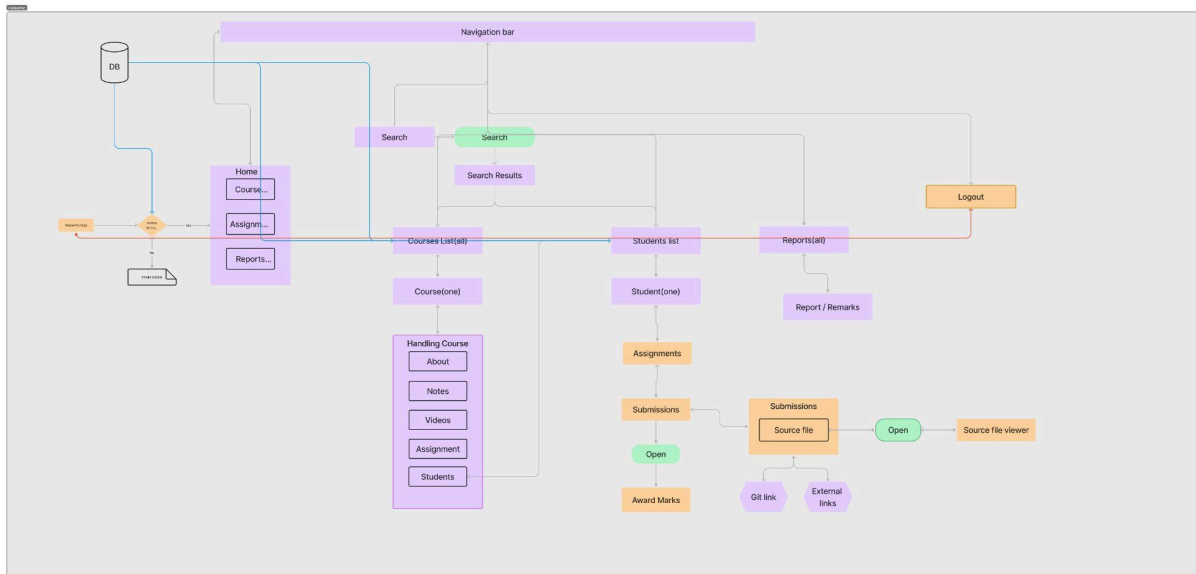 Navigation bar
DB
Search
Search
Home
Search Results
Course...
Logout
Assignm...
Yes
Courses List(all)
Students list
Reports(all)
Reports...
No
Course(one)
Student(one)
Report / Remarks
Handling Course
About
Assignments
Notes
Videos
Submissions
Submissions
Source file
Open
Source file viewer
Assignment
Open
Students
Award Marks
Git link
External
links